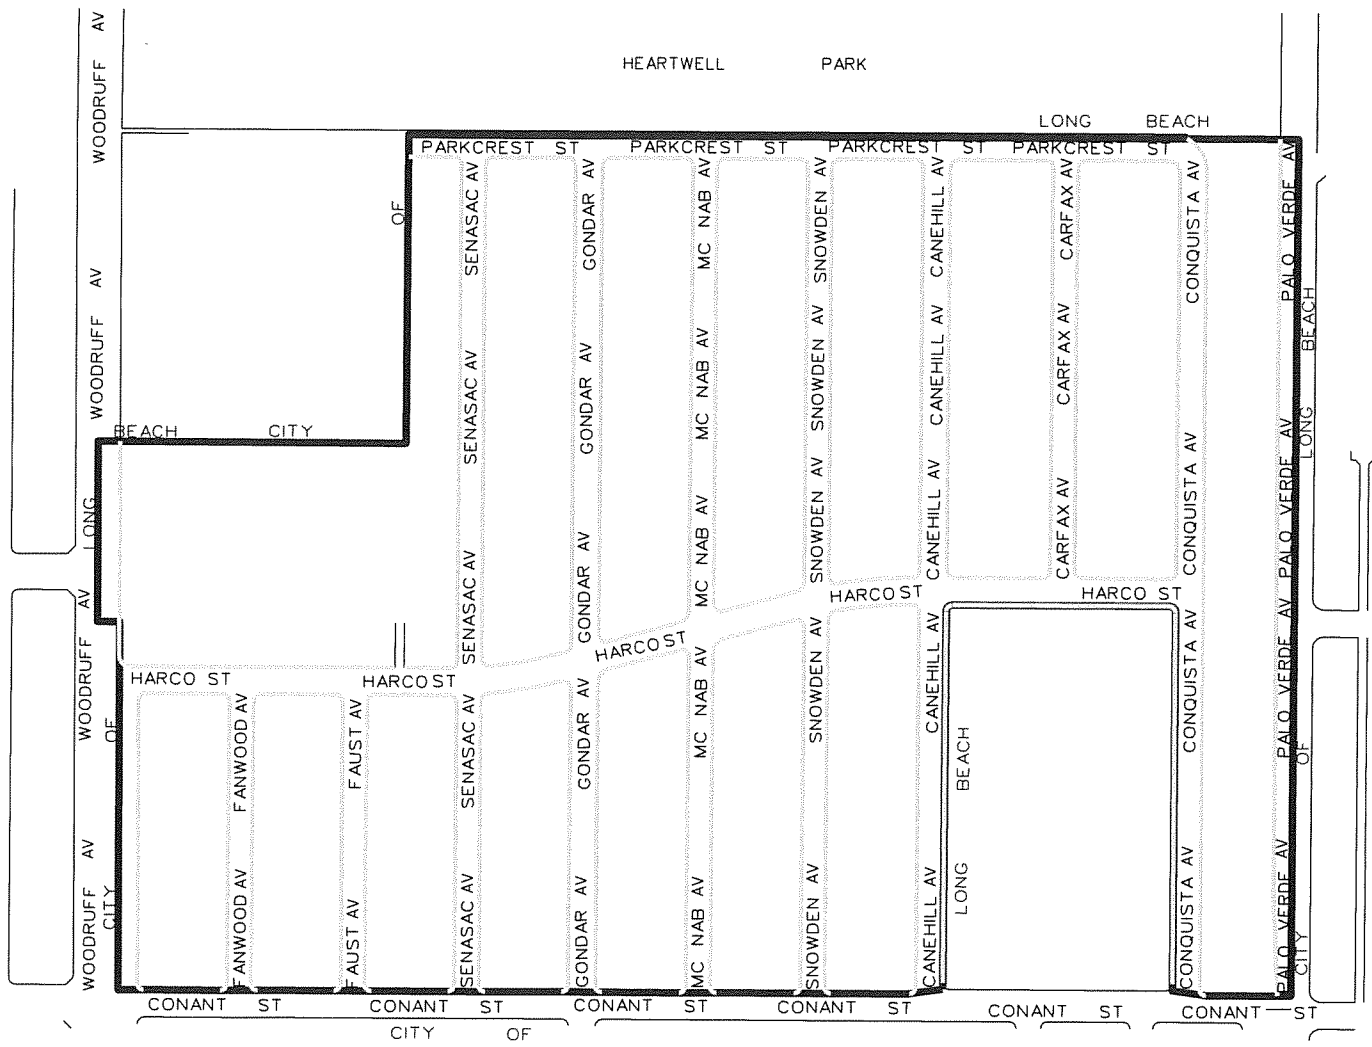 HEARTWELL PARK
LONG BEACH
PARKCREST ST
PARKCREST ST
PARKCREST ST
PARKCREST ST
WOODRUFF AV
WOODRUFF AV
WOODRUFF AV
WOODRUFF AV
OF
BEACH CITY
LONG
OF
CITY
SENASAC AV
SENASAC AV
SENASAC AV
SENASAC AV
SENASAC AV
GONDAR AV
GONDAR AV
GONDAR AV
GONDAR AV
GONDAR AV
MC NAB AV
MC NAB AV
MC NAB AV
MC NAB AV
MC NAB AV
SNOWDEN AV
SNOWDEN AV
SNOWDEN AV
SNOWDEN AV
SNOWDEN AV
CANEHILL AV
CANEHILL AV
CANEHILL AV
CANEHILL AV
CANEHILL AV
CARFAX AV
CARFAX AV
CARFAX AV
CONQUISTA AV
CONQUISTA AV
CONQUISTA AV
CONQUISTA AV
PALO VERDE AV
PALO VERDE AV
PALO VERDE AV
PALO VERDE AV
LONG BEACH
CITY OF
HARCO ST
HARCO ST
HARCO ST
HARCO ST
HARCO ST
FANWOOD AV
FANWOOD AV
FAUST AV
FAUST AV
LONG BEACH
CONANT ST
CONANT ST
CONANT ST
CONANT ST
CONANT ST
CONANT ST
CITY OF